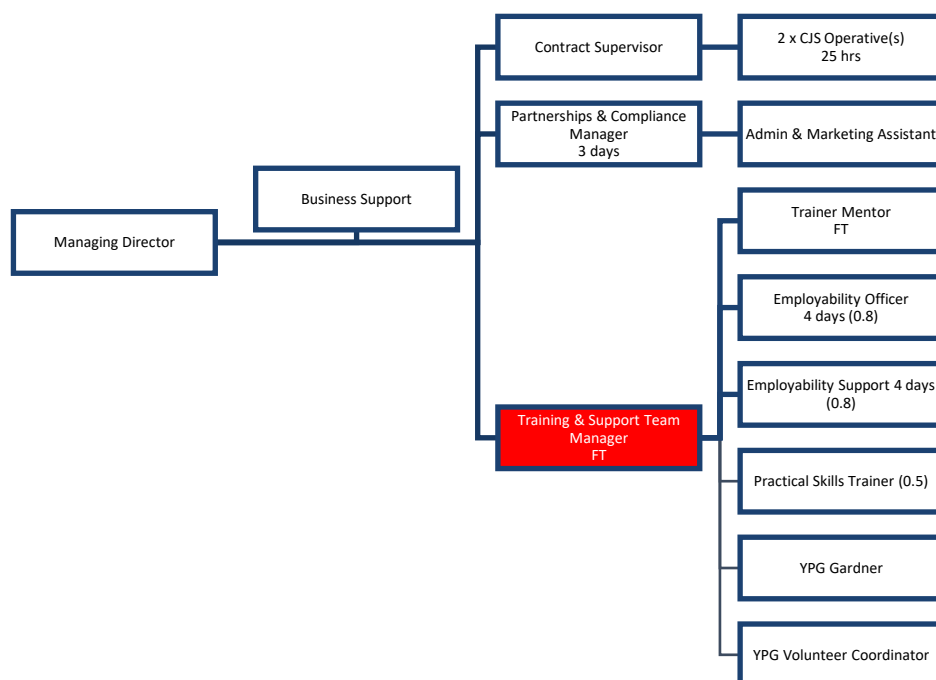 Managing Director
Business Support
Contract Supervisor
2 x CJS Operative(s)
25 hrs
Partnerships & Compliance
Manager
3 days
Admin & Marketing Assistant
Training & Support Team
Manager
FT
Trainer Mentor
FT
Employability Officer
4 days (0.8)
Employability Support 4 days
(0.8)
Practical Skills Trainer (0.5)
YPG Gardner
YPG Volunteer Coordinator